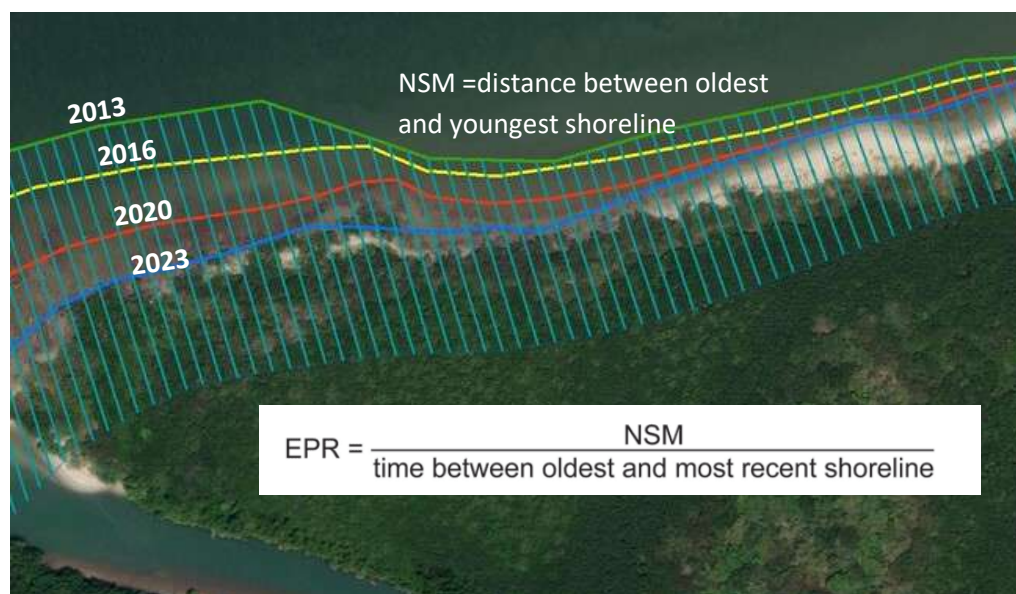 NSM =distance between oldest
and youngest shoreline
2013
2016
2020
2023
EPR = NSM
time between oldest and most recent shoreline